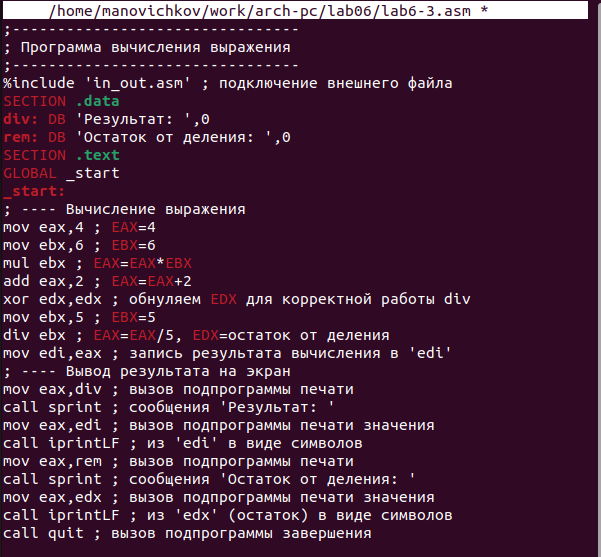 /home/manovichkov/work/arch-pc/lab06/lab6-3.asm *
;--------------------------------
; Программа вычисления выражения
;--------------------------------
%include 'in_out.asm' ; подключение внешнего файла
SECTION .data
div: DB 'Результат: ',0
rem: DB 'Остаток от деления: ',0
SECTION .text
GLOBAL _start
_start:
; ---- Вычисление выражения
mov eax,4 ; EAX=4
mov ebx,6 ; EBX=6
mul ebx ; EAX=EAX*EBX
add eax,2 ; EAX=EAX+2
xor edx,edx ; обнуляем EDX для корректной работы div
mov ebx,5 ; EBX=5
div ebx ; EAX=EAX/5, EDX=остаток от деления
mov edi,eax ; запись результата вычисления в 'edi'
; ---- Вывод результата на экран
mov eax,div ; вызов подпрограммы печати
call sprint ; сообщения 'Результат: '
mov eax,edi ; вызов подпрограммы печати значения
call iprintLF ; из 'edi' в виде символов
mov eax,rem ; вызов подпрограммы печати
call sprint ; сообщения 'Остаток от деления: '
mov eax,edx ; вызов подпрограммы печати значения
call iprintLF ; из 'edx' (остаток) в виде символов
call quit ; вызов подпрограммы завершения